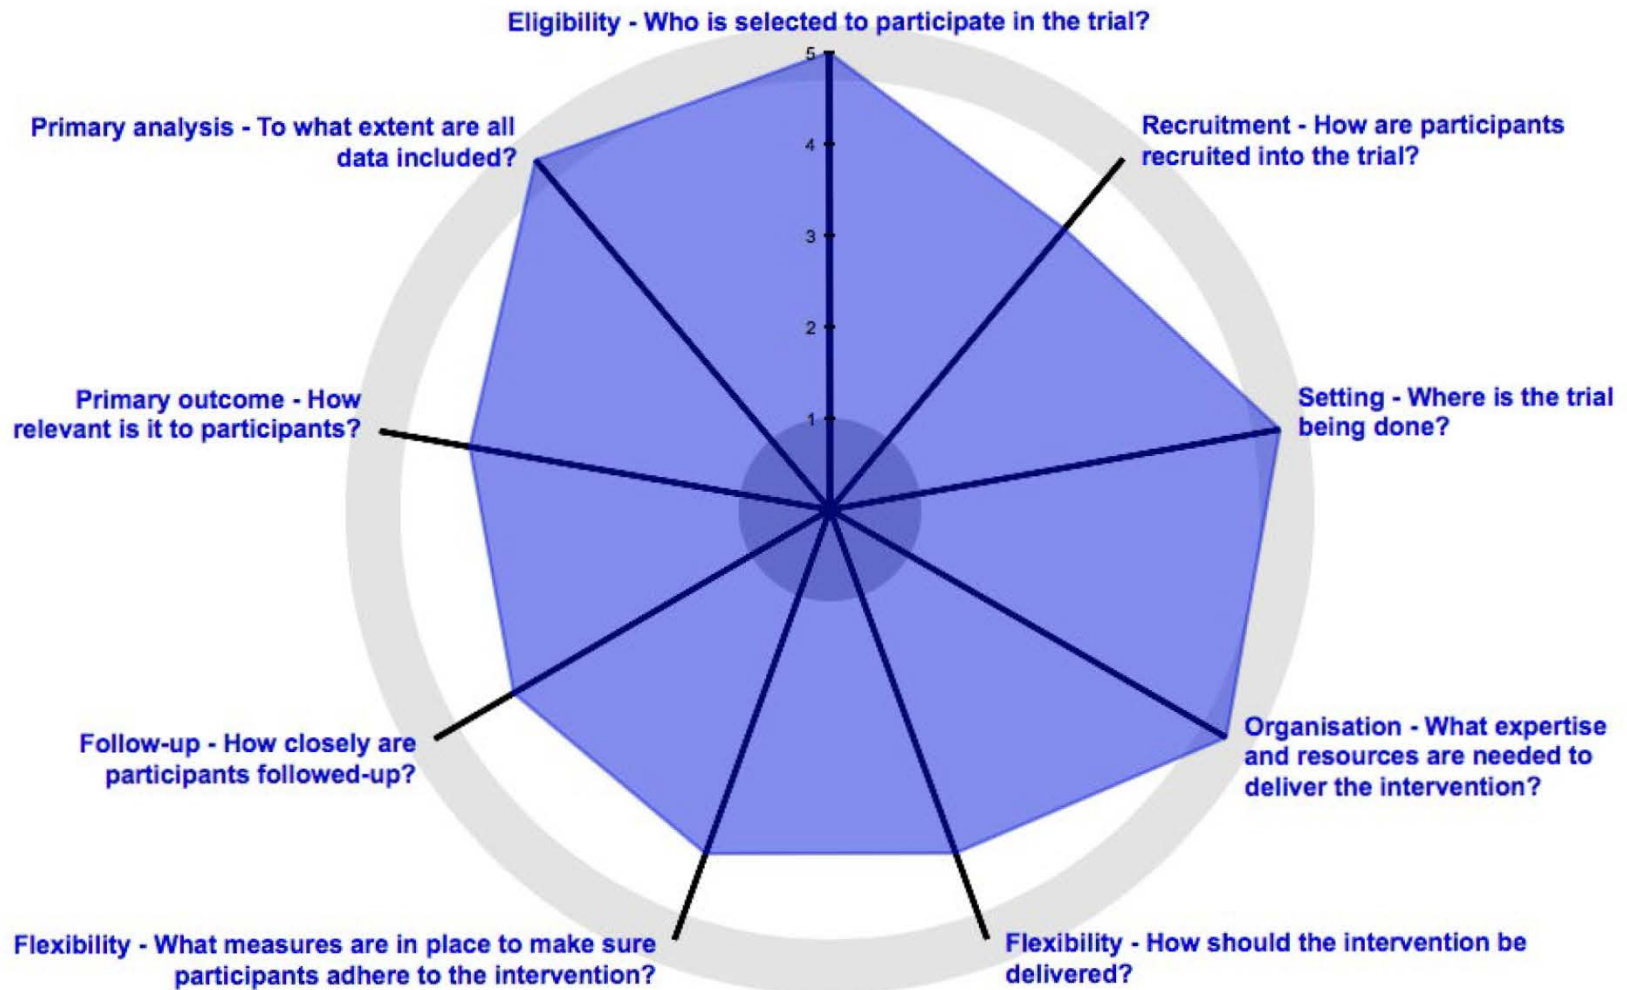 Eligibility - Who is selected to participate in the trial?
5
Primary analysis - To what extent are all
data included?
Recruitment - How are participants
recruited into the trial?
4
3
2
1
Primary outcome - How
relevant is it to participants?
Setting - Where is the trial
being done?
Follow-up - How closely are
participants followed-up?
Organisation - What expertise
and resources are needed to
deliver the intervention?
Flexibility - What measures are in place to make sure
participants adhere to the intervention?
Flexibility - How should the intervention be
delivered?